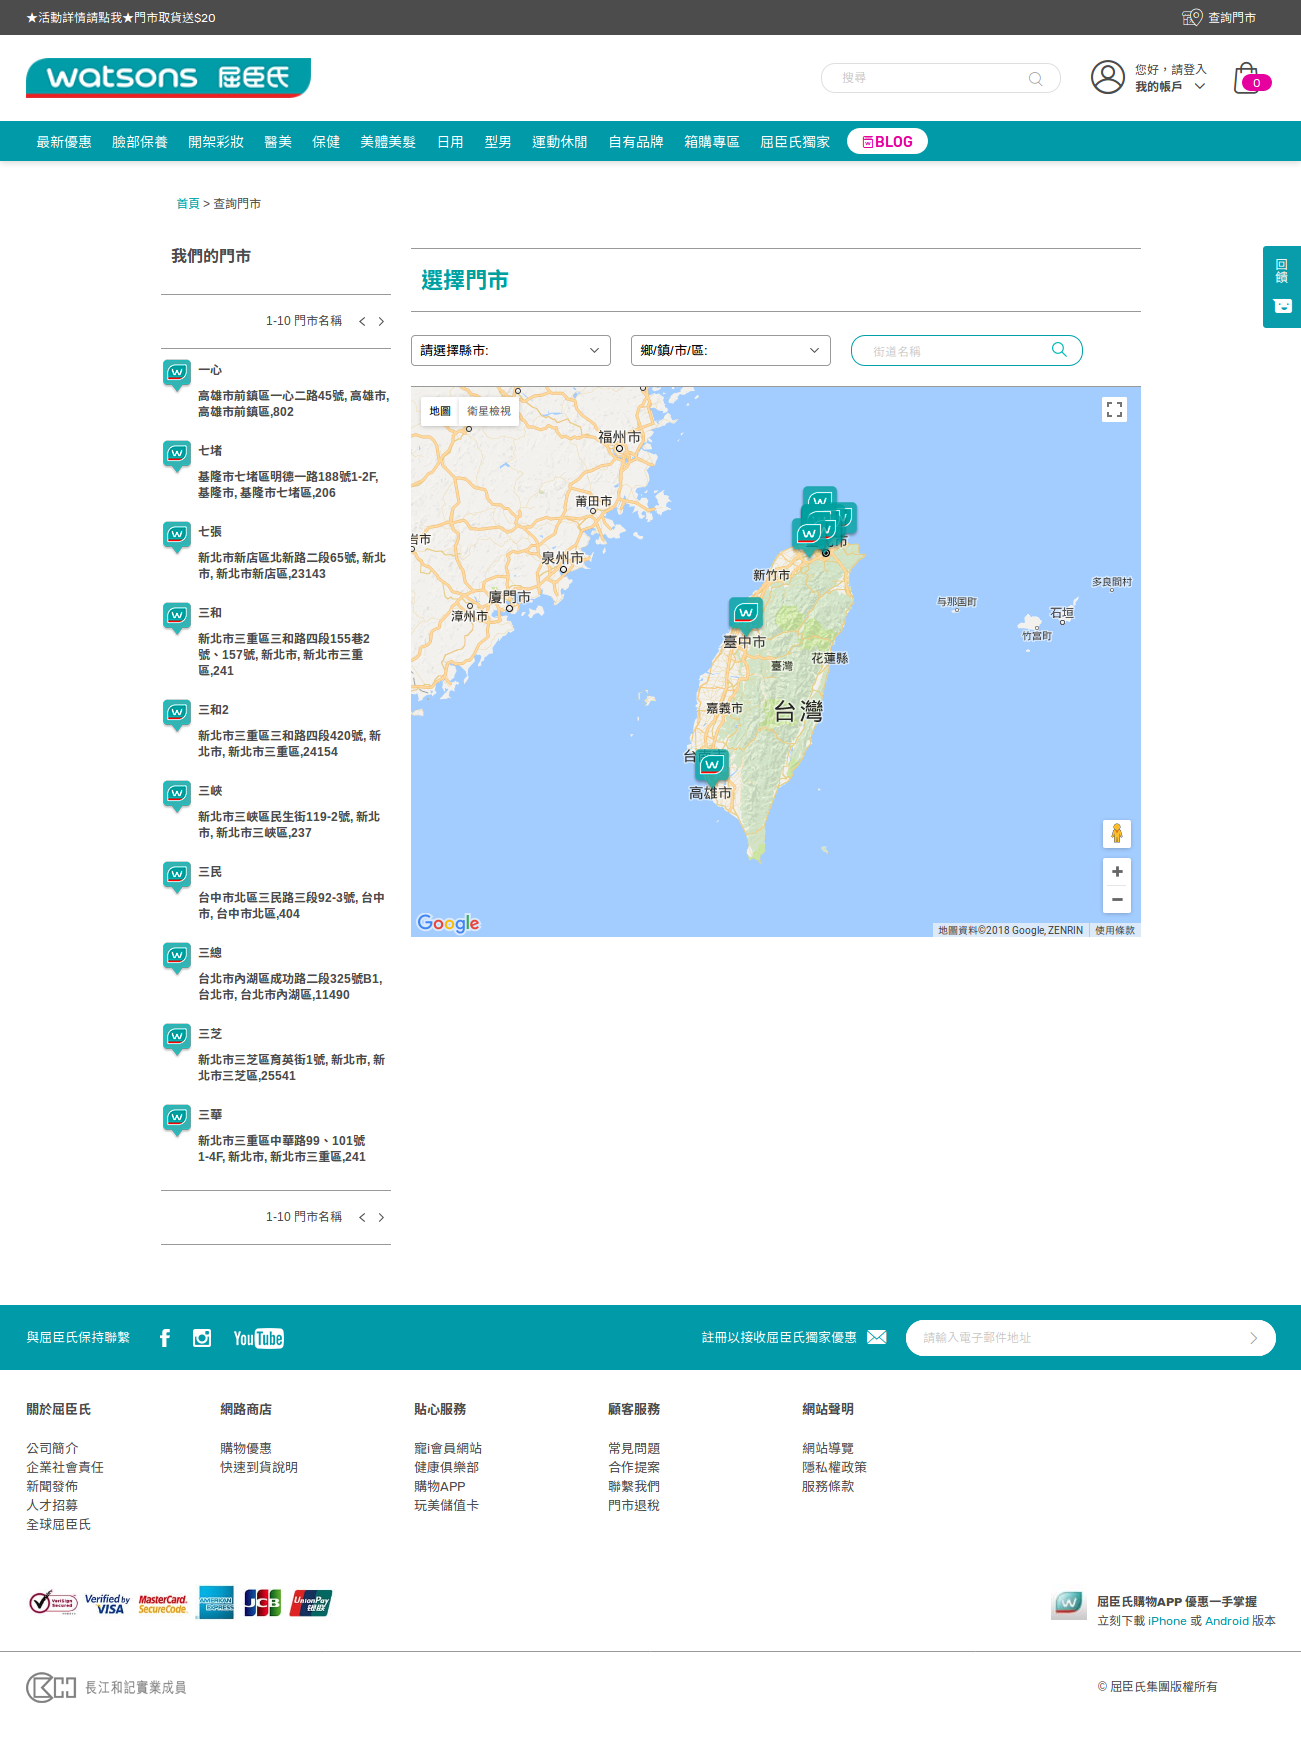 ★活動詳情請點我★門市取貨送$20
查詢門市
watsons 屈臣氏
搜尋
您好，請登入
我的帳戶
0
最新優惠 臉部保養 開架彩妝 醫美 保健 美體美髮 日用 型男 運動休閒 自有品牌 箱購專區 屈臣氏獨家 BLOG
首頁 > 查詢門市
回饋
我們的門市
1-10 門市名稱
一心
高雄市前鎮區一心二路45號, 高雄市,
高雄市前鎮區,802
七堵
基隆市七堵區明德一路188號1-2F,
基隆市, 基隆市七堵區,206
七張
新北市新店區北新路二段65號, 新北
市, 新北市新店區,23143
三和
新北市三重區三和路四段155巷2
號、157號, 新北市, 新北市三重
區,241
三和2
新北市三重區三和路四段420號, 新
北市, 新北市三重區,24154
三峽
新北市三峽區民生街119-2號, 新北
市, 新北市三峽區,237
三民
台中市北區三民路三段92-3號, 台中
市, 台中市北區,404
三總
台北市內湖區成功路二段325號B1,
台北市, 台北市內湖區,11490
三芝
新北市三芝區育英街1號, 新北市, 新
北市三芝區,25541
三華
新北市三重區中華路99、101號
1-4F, 新北市, 新北市三重區,241
1-10 門市名稱
選擇門市
請選擇縣市:
鄉/鎮/市/區:
街道名稱
地圖 衛星檢視
福州市
莆田市
岩市
泉州市
廈門市
漳州市
新竹市
臺中市
臺灣
花蓮縣
嘉義市
台灣
高雄市
与那国町
多良間村
石垣
竹富町
Google
地圖資料©2018 Google, ZENRIN 使用條款
與屈臣氏保持聯繫
YouTube
註冊以接收屈臣氏獨家優惠
請輸入電子郵件地址
關於屈臣氏
公司簡介
企業社會責任
新聞發佈
人才招募
全球屈臣氏
網路商店
購物優惠
快速到貨說明
貼心服務
寵i會員網站
健康俱樂部
購物APP
玩美儲值卡
顧客服務
常見問題
合作提案
聯繫我們
門市退稅
網站聲明
網站導覽
隱私權政策
服務條款
VeriSign Secured
Verified by VISA
MasterCard. SecureCode.
AMERICAN EXPRESS
JCB
UnionPay 银联
屈臣氏購物APP 優惠一手掌握
立刻下載 iPhone 或 Android 版本
長江和記實業成員
© 屈臣氏集團版權所有